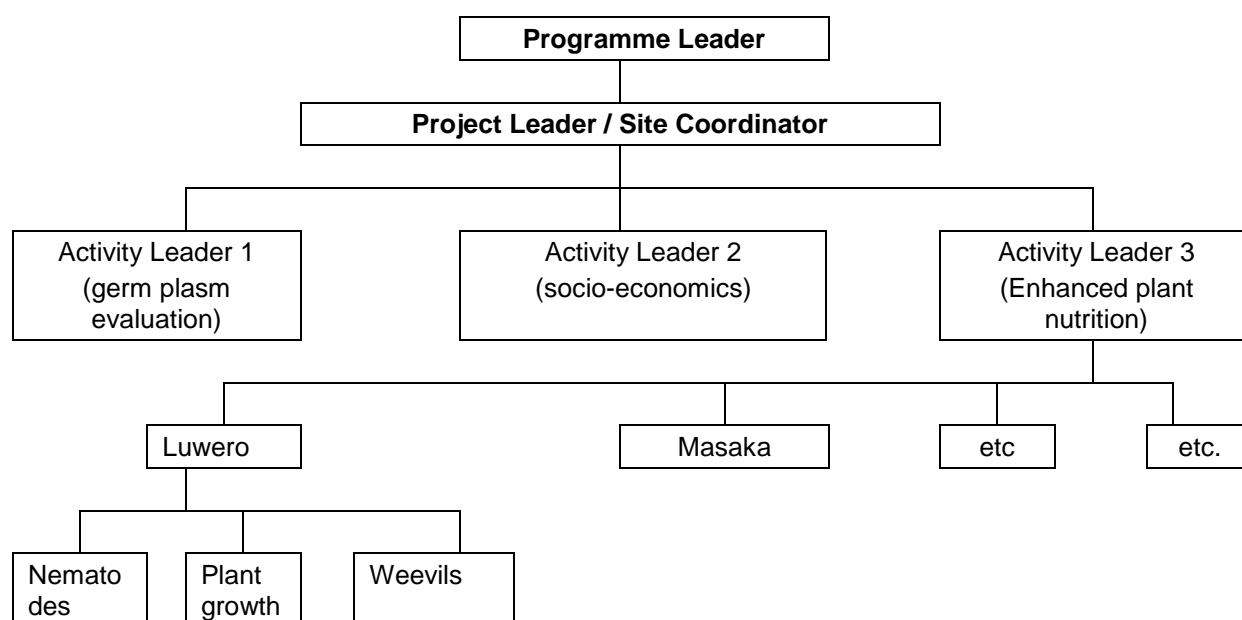 Programme Leader
Project Leader / Site Coordinator
Activity Leader 1
(germ plasm
evaluation)
Activity Leader 2
(socio-economics)
Activity Leader 3
(Enhanced plant
nutrition)
Luwero
Masaka
etc
etc.
Nemato
des
Plant
growth
Weevils